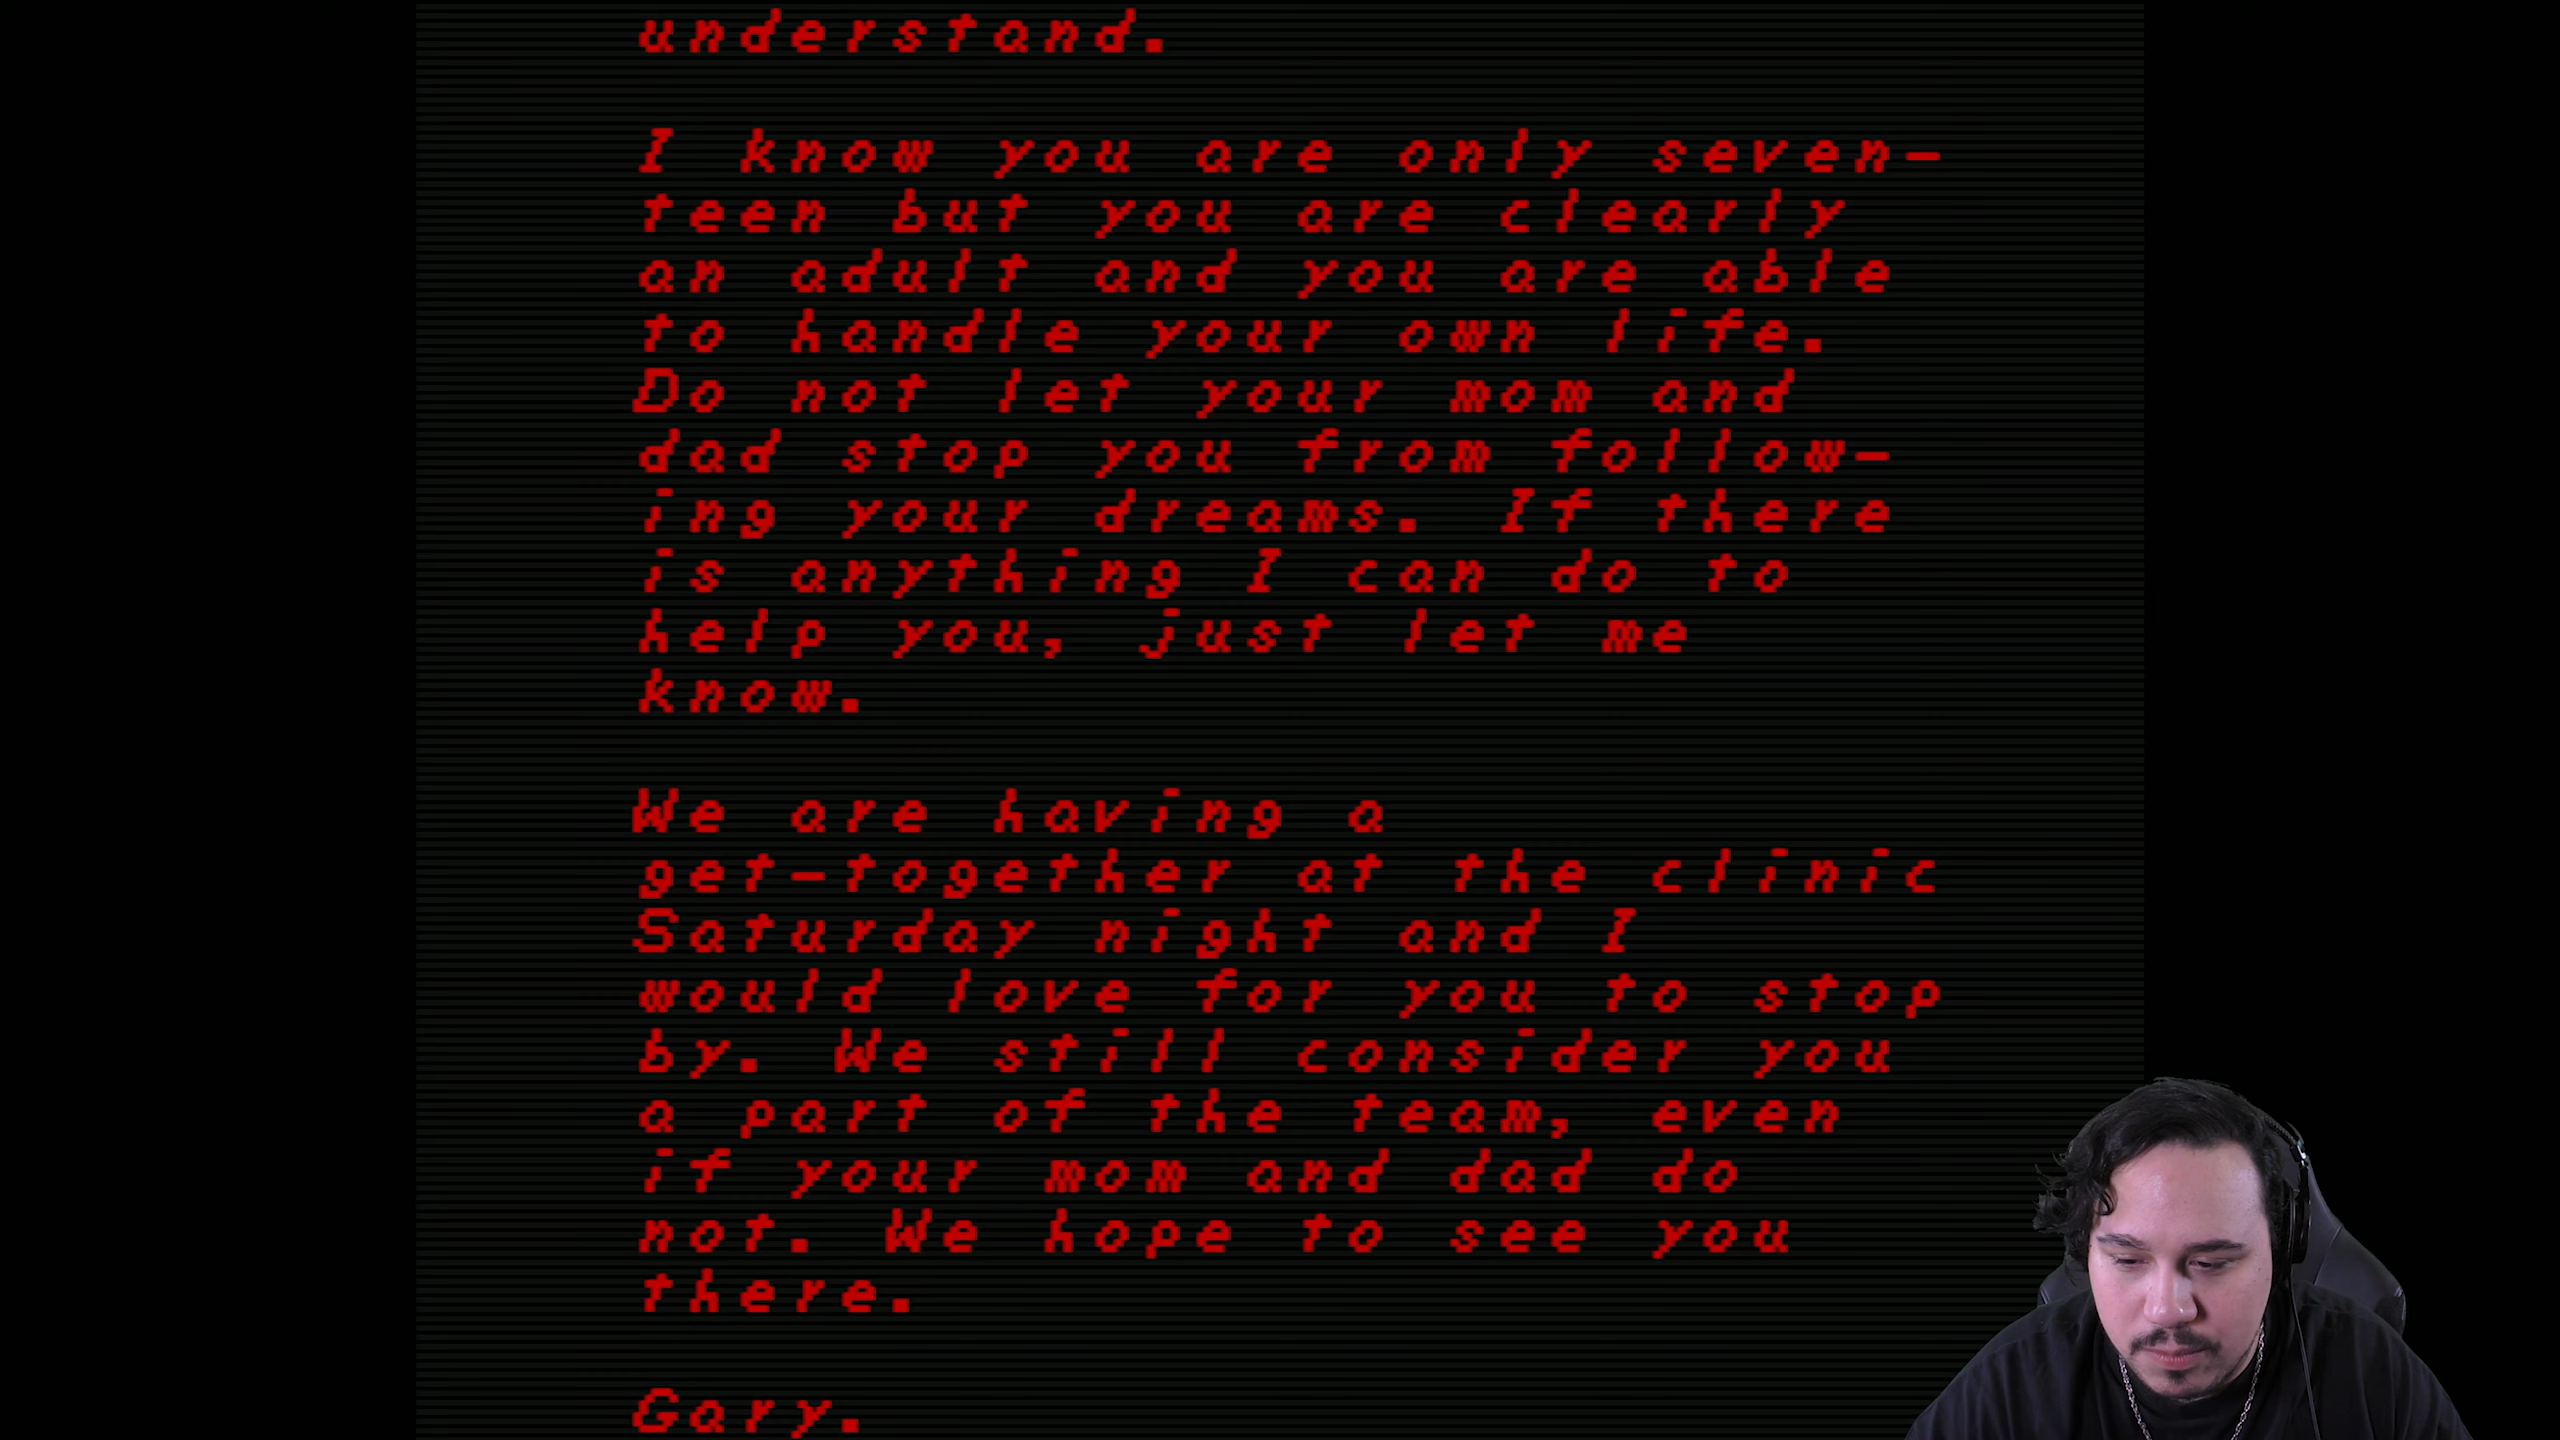 understand.
I know you are only seven-
teen but you are clearly
an adult and you are able
to handle your own life.
Do not let your mom and
dad stop you from follow-
ing your dreams. If there
is anything I can do to
help you, just let me
know.
We are having a
get-together at the clinic
Saturday night and I
would love for you to stop
by. We still consider you
a part of the team, even
if your mom and dad do
not. We hope to see you
there.
Gary.